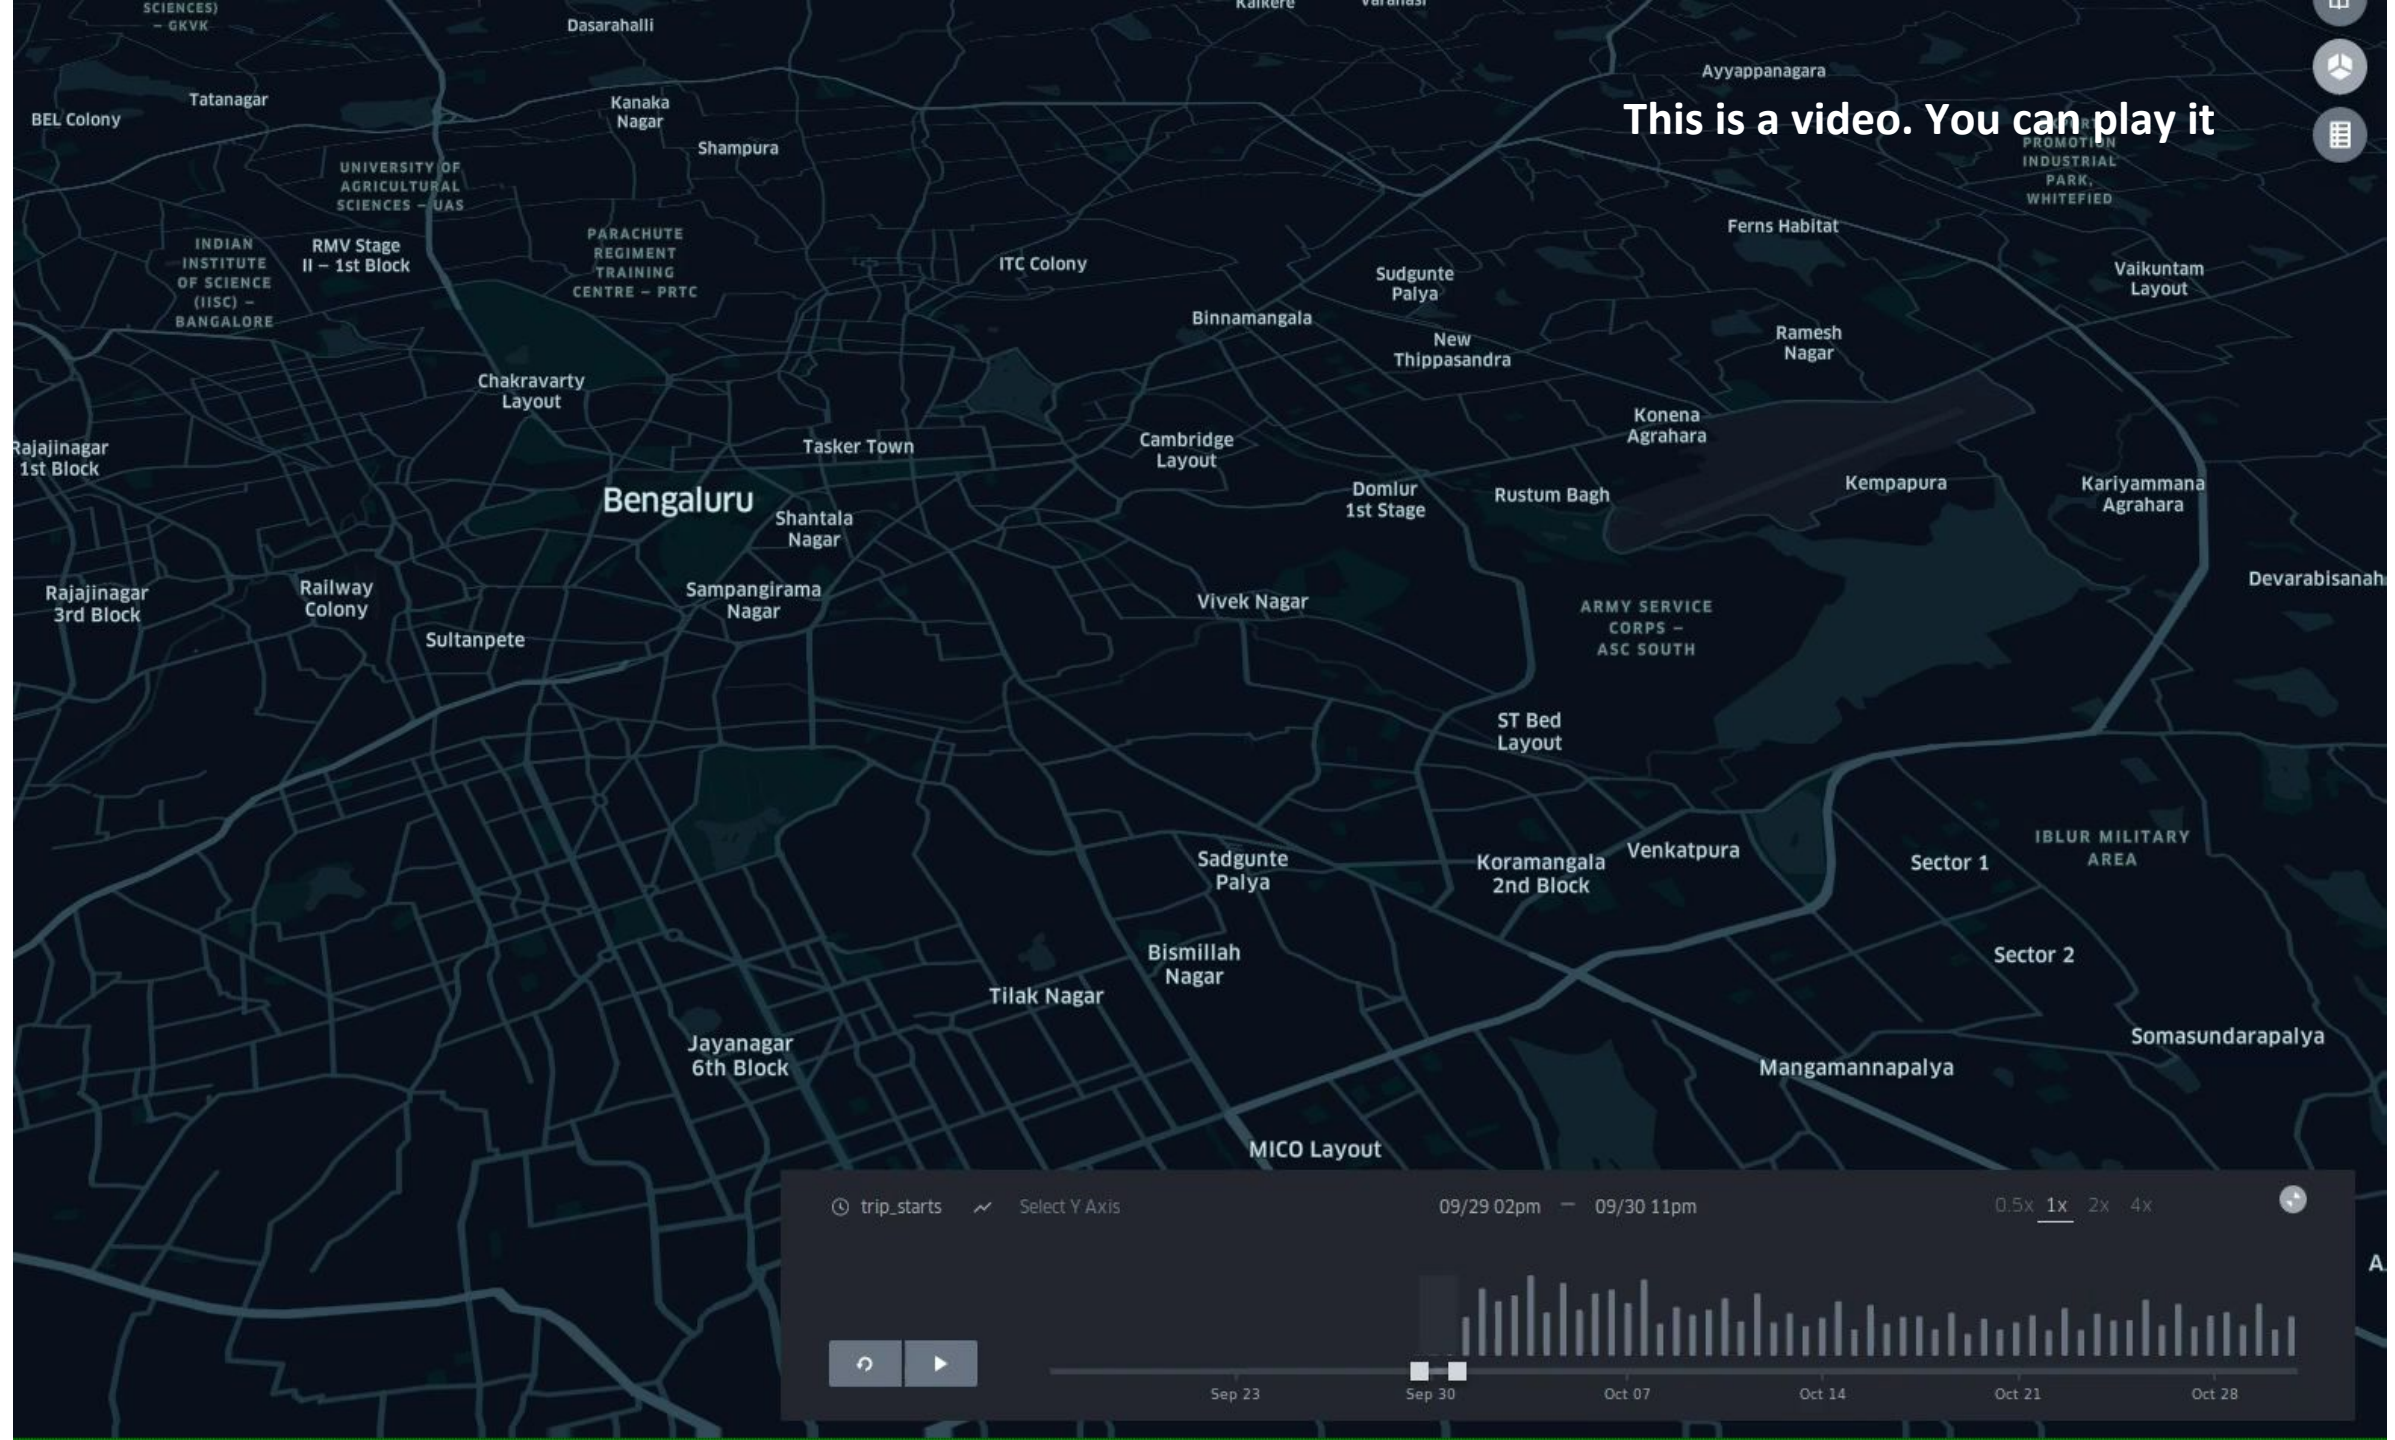 SCIENCES)
– GKVK
Dasarahalli
Kalkere
Varanasi
Ayyappanagara
Tatanagar
BEL Colony
Kanaka
Nagar
This is a video. You can play it
Shampura
PROMOTION
INDUSTRIAL
PARK,
WHITEFIED
UNIVERSITY OF
AGRICULTURAL
SCIENCES – UAS
Ferns Habitat
INDIAN
INSTITUTE
OF SCIENCE
(IISC) –
BANGALORE
RMV Stage
II – 1st Block
PARACHUTE
REGIMENT
TRAINING
CENTRE – PRTC
ITC Colony
Sudgunte
Palya
Vaikuntam
Layout
Binnamangala
New
Thippasandra
Ramesh
Nagar
Chakravarty
Layout
Konena
Agrahara
Rajajinagar
1st Block
Tasker Town
Cambridge
Layout
Bengaluru
Shantala
Nagar
Domlur
1st Stage
Rustum Bagh
Kempapura
Kariyammana
Agrahara
Rajajinagar
3rd Block
Railway
Colony
Sampangirama
Nagar
Vivek Nagar
Devarabisanah
Sultanpete
ARMY SERVICE
CORPS –
ASC SOUTH
ST Bed
Layout
Sadgunte
Palya
Koramangala
2nd Block
Venkatpura
Sector 1
IBLUR MILITARY
AREA
Bismillah
Nagar
Sector 2
Tilak Nagar
Jayanagar
6th Block
Somasundarapalya
Mangamannapalya
MICO Layout
trip_starts Select Y Axis 09/29 02pm – 09/30 11pm 0.5x 1x 2x 4x
A
Sep 23 Sep 30 Oct 07 Oct 14 Oct 21 Oct 28